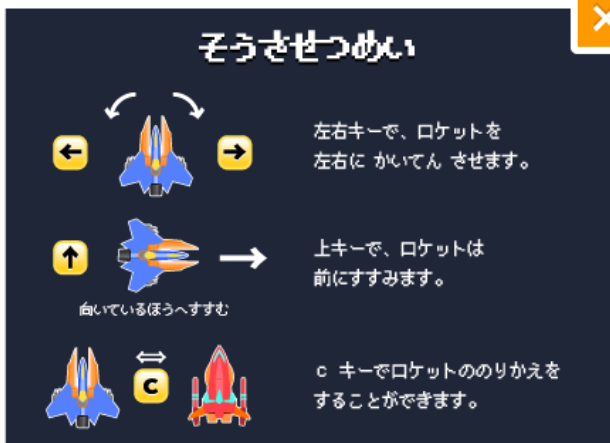 そうさせつめい
左右キーで、ロケットを
左右に かいてん させます。
上キーで、ロケットは
前にすすみます。
向いているほうへすすむ
C
c キーでロケットののりかえを
することができます。